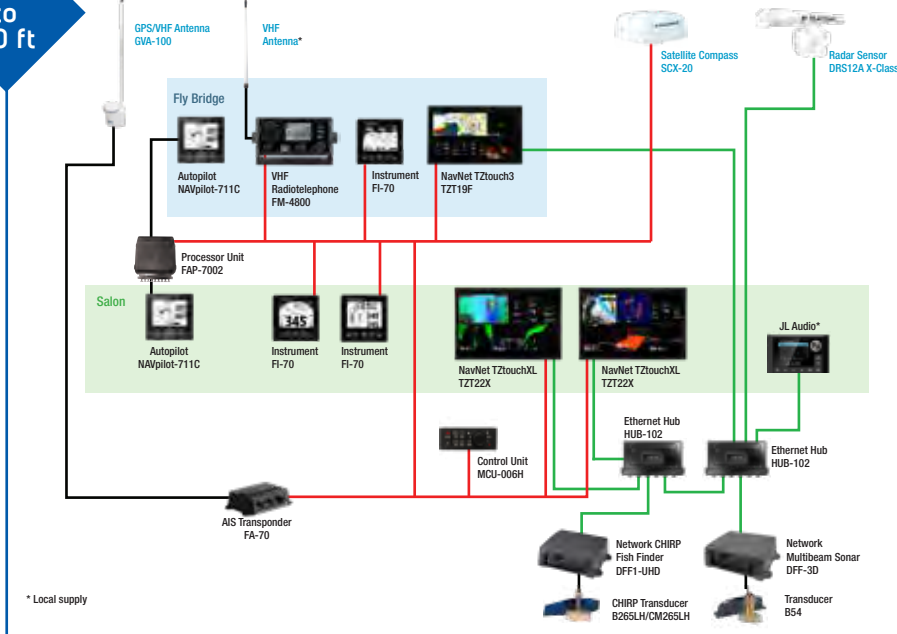 to
0 ft
GPS/VHF Antenna
GVA-100
VHF
Antenna*
Satellite Compass
SCX-20
Radar Sensor
DRS12A X-Class
Fly Bridge
Autopilot
NAVpilot-711C
VHF
Radiotelephone
FM-4800
Instrument
FI-70
NavNet TZtouch3
TZT19F
Processor Unit
FAP-7002
Salon
345
Autopilot
NAVpilot-711C
Instrument
FI-70
Instrument
FI-70
NavNet TZtouchXL
TZT22X
NavNet TZtouchXL
TZT22X
JL Audio*
Control Unit
MCU-006H
Ethernet Hub
HUB-102
Ethernet Hub
HUB-102
AIS Transponder
FA-70
Network CHIRP
Fish Finder
DFF1-UHD
Network
Multibeam Sonar
DFF-3D
CHIRP Transducer
B265LH/CM265LH
Transducer
B54
* Local supply